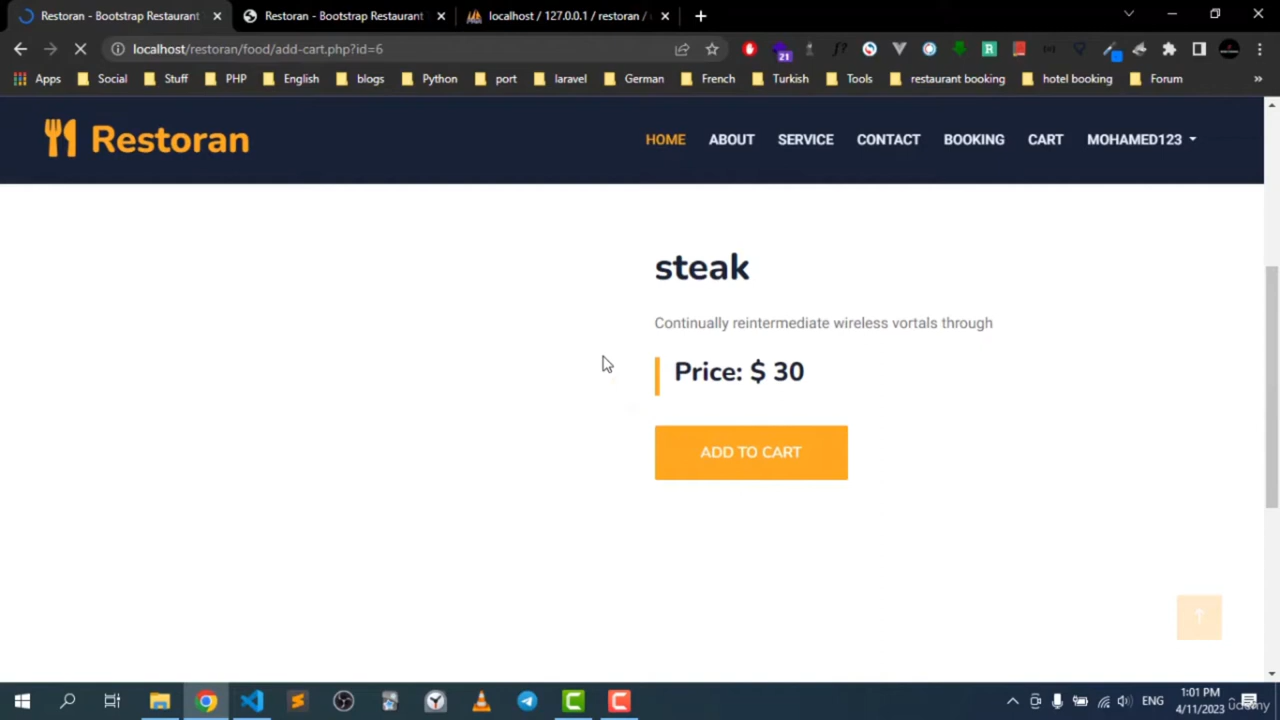 Restoran - Bootstrap Restaurant
Restoran - Bootstrap Restaurant
localhost / 127.0.0.1 / restoran /
localhost/restoran/food/add-cart.php?id=6
21
Apps
Social
Stuff
PHP
English
blogs
Python
port
laravel
German
French
Turkish
Tools
restaurant booking
hotel booking
Forum
»
Restoran
HOME
ABOUT
SERVICE
CONTACT
BOOKING
CART
MOHAMED123
steak
Continually reintermediate wireless vortals through
Price: $ 30
ADD TO CART
ENG
1:01 PM
4/11/2023
udemy